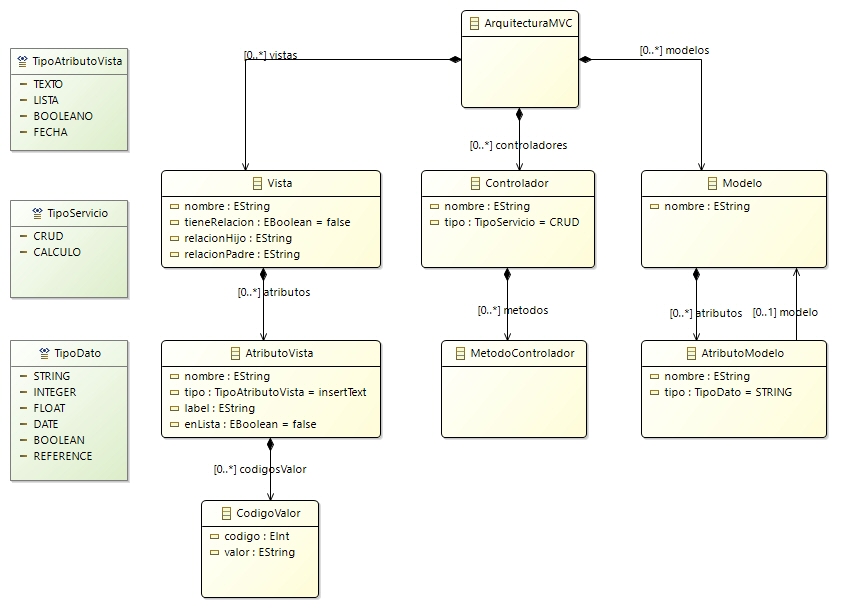 ArquitecturaMVC
[0..*] vistas
[0..*] modelos
[0..*] controladores
TipoAtributoVista
TEXTO
LISTA
BOOLEANO
FECHA
TipoServicio
CRUD
CALCULO
TipoDato
STRING
INTEGER
FLOAT
DATE
BOOLEAN
REFERENCE
Vista
nombre : EString
tieneRelacion : EBoolean = false
relacionHijo : EString
relacionPadre : EString
[0..*] atributos
AtributoVista
nombre : EString
tipo : TipoAtributoVista = insertText
label : EString
enLista : EBoolean = false
[0..*] codigosValor
CodigoValor
codigo : EInt
valor : EString
Controlador
nombre : EString
tipo : TipoServicio = CRUD
[0..*] metodos
MetodoControlador
Modelo
nombre : EString
[0..*] atributos
[0..1] modelo
AtributoModelo
nombre : EString
tipo : TipoDato = STRING